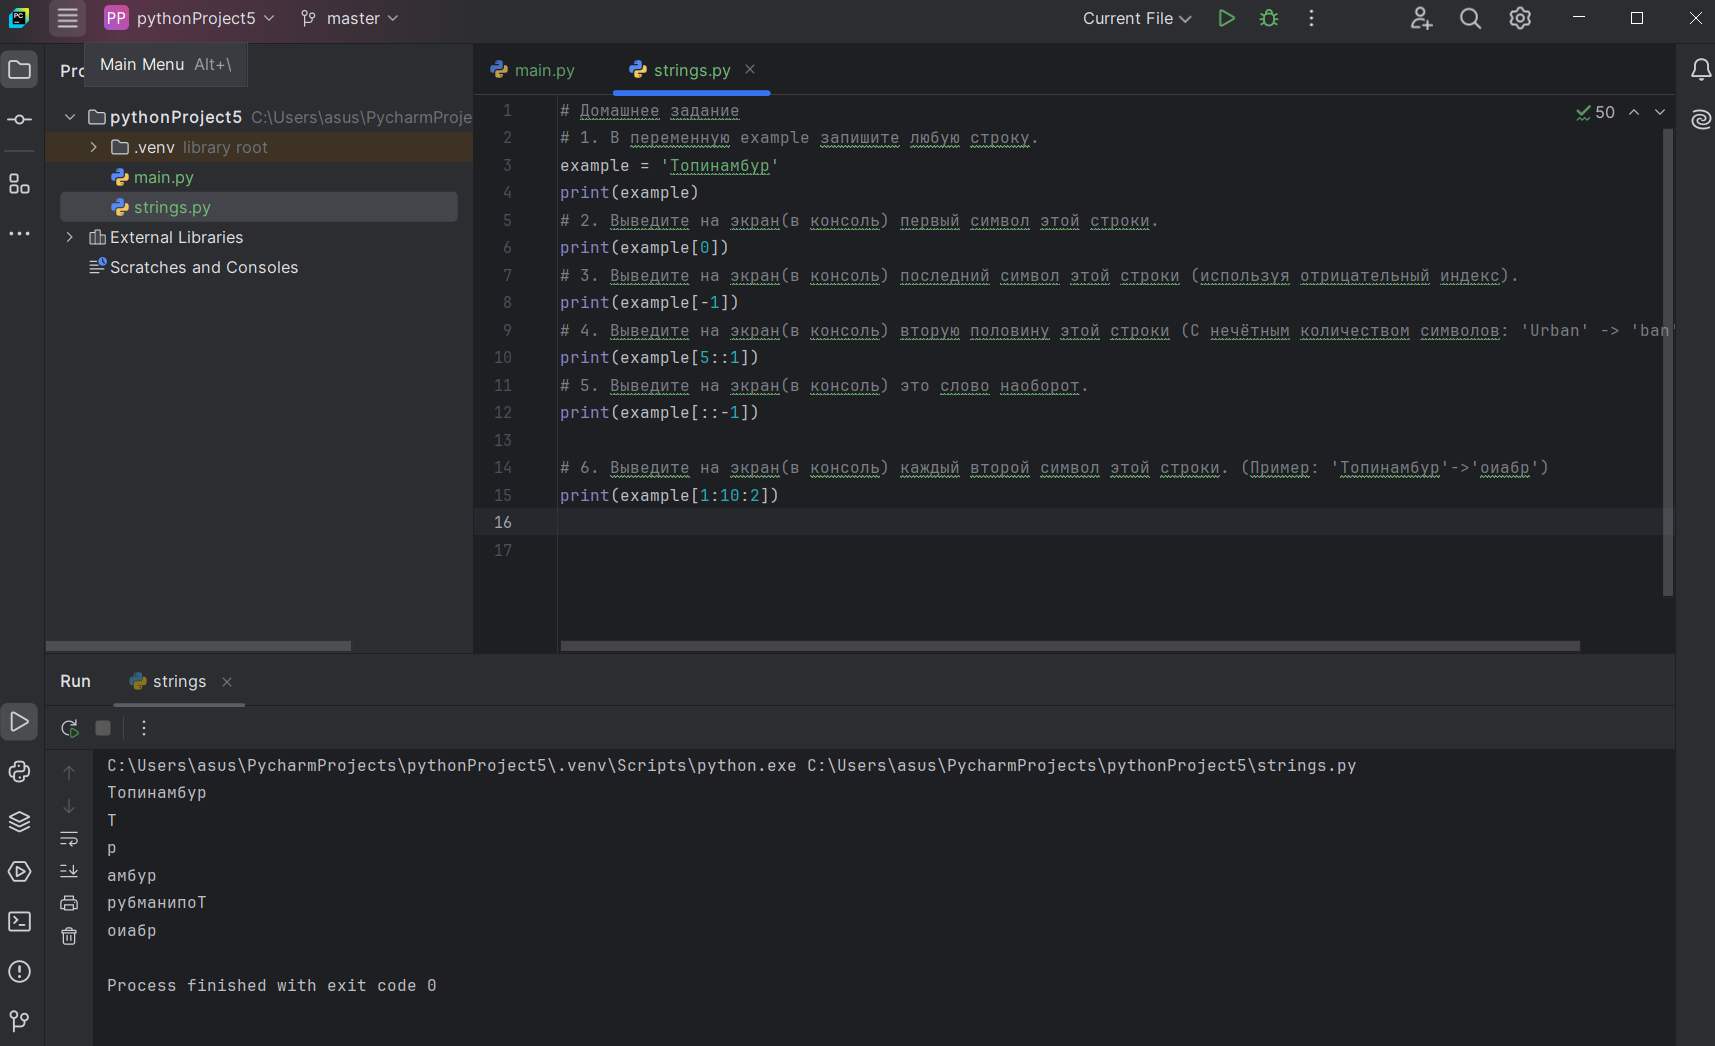 PP pythonProject5 master Current File
Pro
Main Menu Alt+\
main.py strings.py
pythonProject5 C:\Users\asus\PycharmProje
.venv library root
main.py
strings.py
External Libraries
Scratches and Consoles
50
1 # Домашнее задание
2 # 1. В переменную example запишите любую строку.
3 example = 'Топинамбур'
4 print(example)
5 # 2. Выведите на экран(в консоль) первый символ этой строки.
6 print(example[0])
7 # 3. Выведите на экран(в консоль) последний символ этой строки (используя отрицательный индекс).
8 print(example[-1])
9 # 4. Выведите на экран(в консоль) вторую половину этой строки (С нечётным количеством символов: 'Urban' -> 'ban'
10 print(example[5::1])
11 # 5. Выведите на экран(в консоль) это слово наоборот.
12 print(example[::-1])
13
14 # 6. Выведите на экран(в консоль) каждый второй символ этой строки. (Пример: 'Топинамбур'->'оиабр')
15 print(example[1:10:2])
16
17
Run strings
C:\Users\asus\PycharmProjects\pythonProject5\.venv\Scripts\python.exe C:\Users\asus\PycharmProjects\pythonProject5\strings.py
Топинамбур
Т
р
амбур
рубманипоТ
оиабр
Process finished with exit code 0